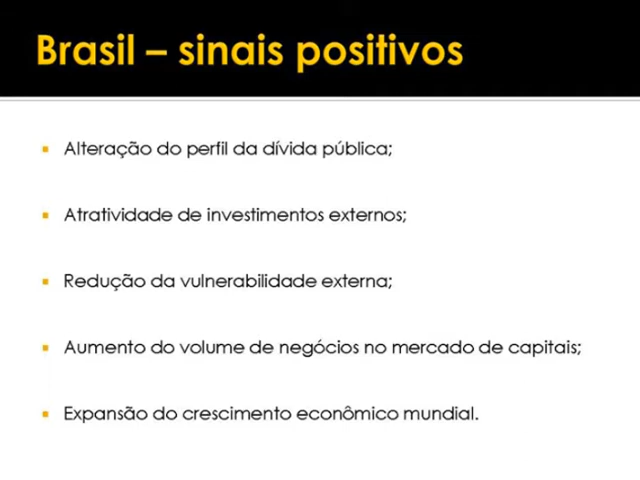 Brasil – sinais positivos
Alteração do perfil da dívida pública;
Atratividade de investimentos externos;
Redução da vulnerabilidade externa;
Aumento do volume de negócios no mercado de capitais;
Expansão do crescimento econômico mundial.